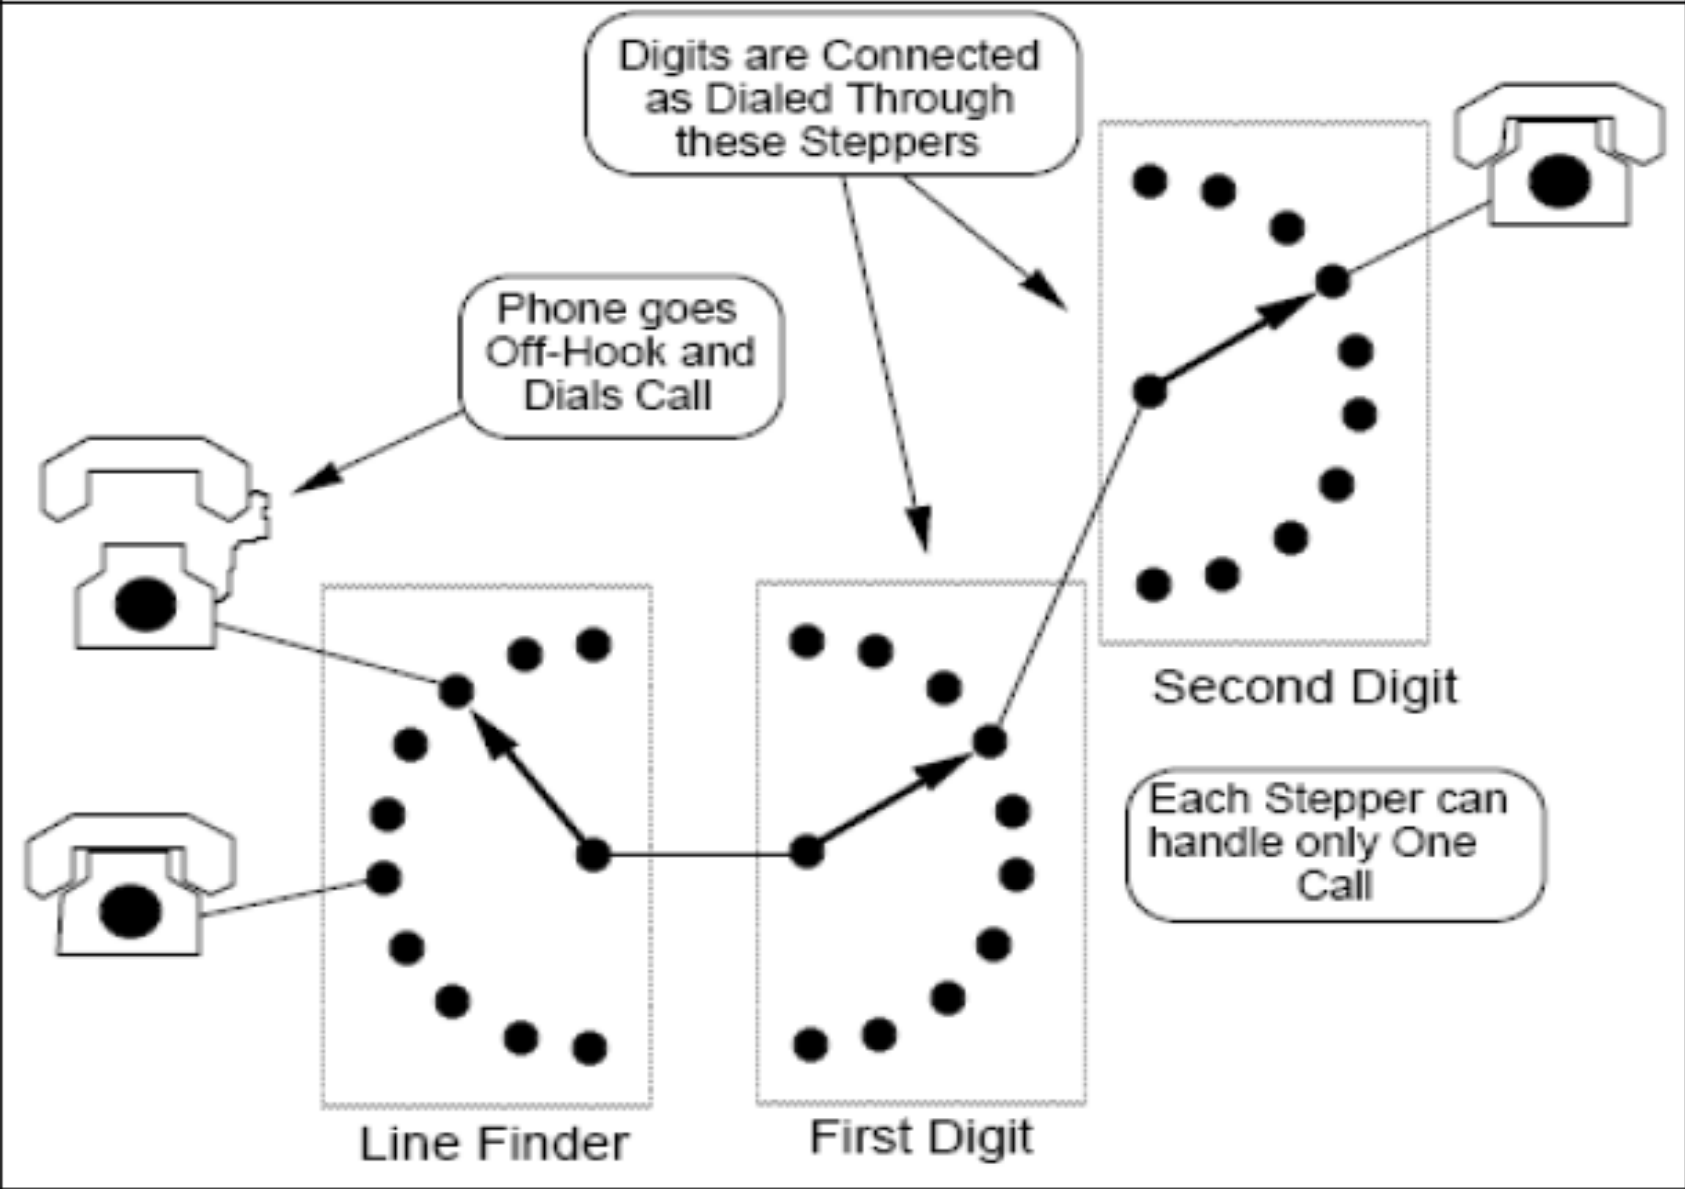 Digits are Connected
as Dialed Through
these Steppers
Phone goes
Off-Hook and
Dials Call
Second Digit
Each Stepper can
handle only One
Call
Line Finder
First Digit